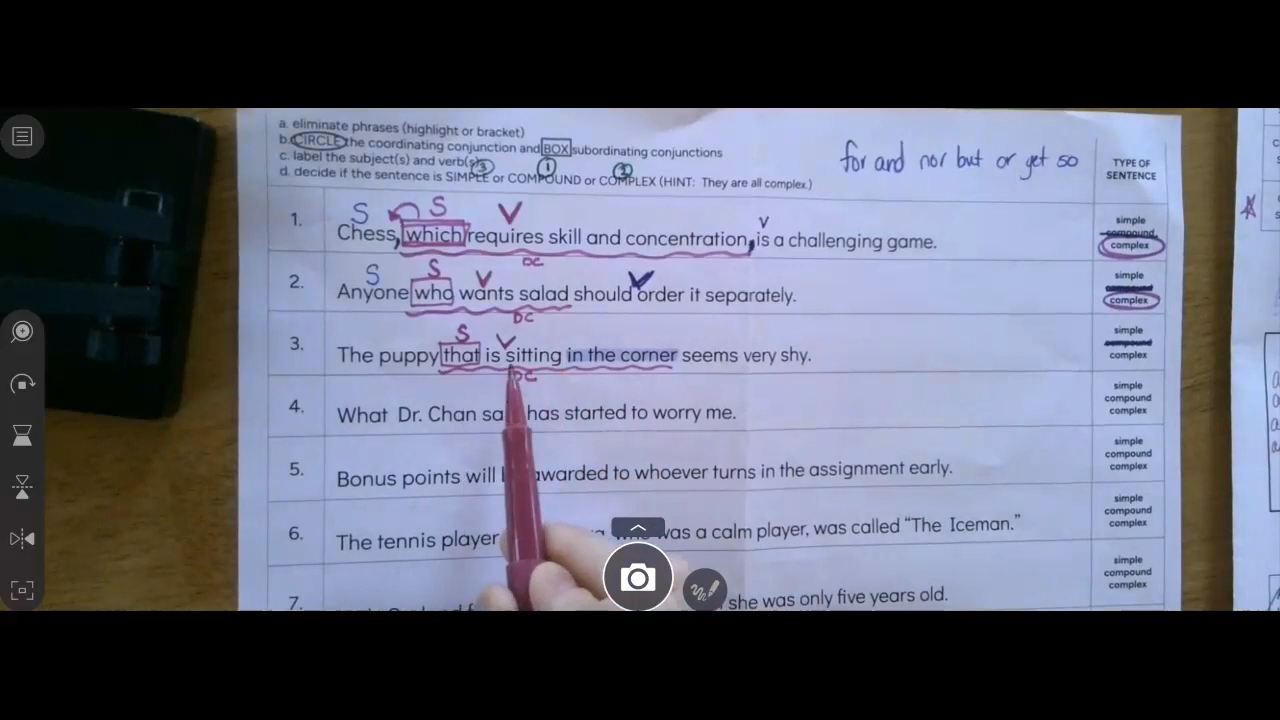 a. eliminate phrases (highlight or bracket)
b. CIRCLE the coordinating conjunction and BOX subordinating conjunctions
c. label the subject(s) and verb(s) 3 1 2
d. decide if the sentence is SIMPLE or COMPOUND or COMPLEX (HINT: They are all complex.)
for and nor but or yet so
TYPE OF
SENTENCE
S S V V
1. Chess, which requires skill and concentration, is a challenging game.
DC
simple
compound
complex
S S V V
2. Anyone who wants salad should order it separately.
DC
simple
complex
S V
3. The puppy that is sitting in the corner seems very shy.
DC
simple
complex
4. What Dr. Chan has started to worry me.
simple
compound
complex
5. Bonus points will awarded to whoever turns in the assignment early.
simple
compound
complex
6. The tennis player was a calm player, was called “The Iceman.”
simple
compound
complex
7. she was only five years old.
simple
compound
complex